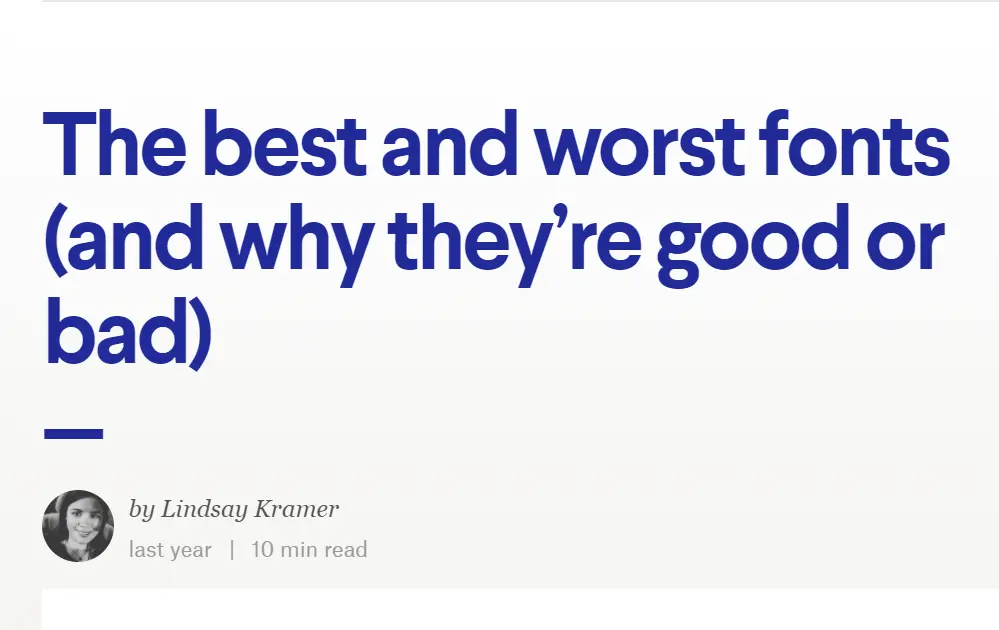 The best and worst fonts
(and why they’re good or
bad)
by Lindsay Kramer
last year | 10 min read